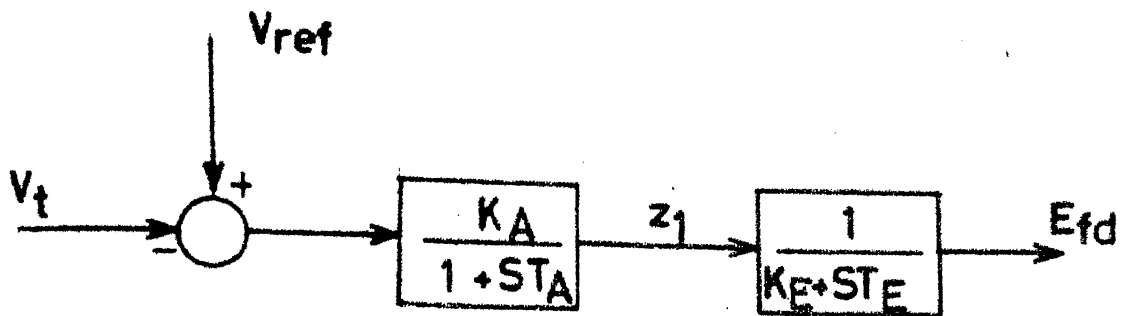 Vref
+
Vt
−
KA
1 + STA
z1
1
KE+STE
Efd